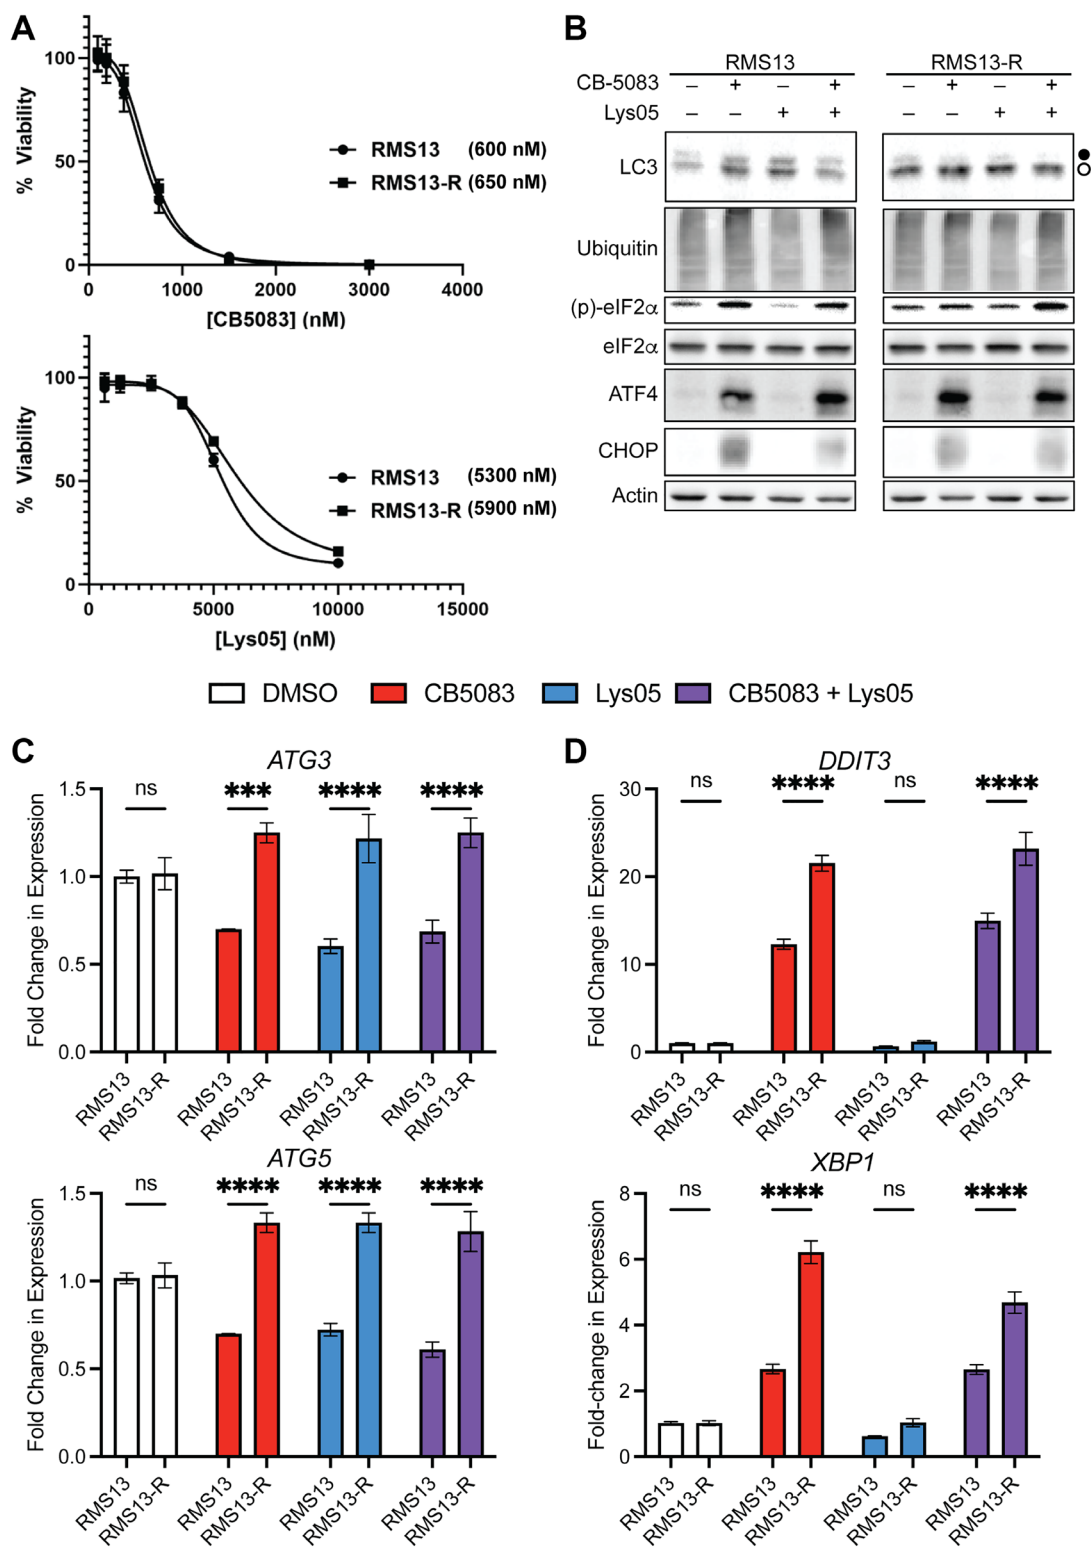 A
100
50
0
% Viability
RMS13 (600 nM)
RMS13-R (650 nM)
0 1000 2000 3000 4000
[CB5083] (nM)
100
50
0
% Viability
RMS13 (5300 nM)
RMS13-R (5900 nM)
0 5000 10000 15000
[Lys05] (nM)
B
RMS13 RMS13-R
CB-5083 – + – + – + – +
Lys05 – – + + – – + +
LC3
Ubiquitin
(p)-eIF2α
eIF2α
ATF4
CHOP
Actin
DMSO CB5083 Lys05 CB5083 + Lys05
C
ATG3
ns *** **** ****
1.5
1.0
0.5
0.0
Fold Change in Expression
RMS13 RMS13-R RMS13 RMS13-R RMS13 RMS13-R RMS13 RMS13-R
ATG5
ns **** **** ****
1.5
1.0
0.5
0.0
Fold Change in Expression
RMS13 RMS13-R RMS13 RMS13-R RMS13 RMS13-R RMS13 RMS13-R
D
DDIT3
ns **** ns ****
30
20
10
0
Fold Change in Expression
RMS13 RMS13-R RMS13 RMS13-R RMS13 RMS13-R RMS13 RMS13-R
XBP1
ns **** ns ****
8
6
4
2
0
Fold-change in Expression
RMS13 RMS13-R RMS13 RMS13-R RMS13 RMS13-R RMS13 RMS13-R